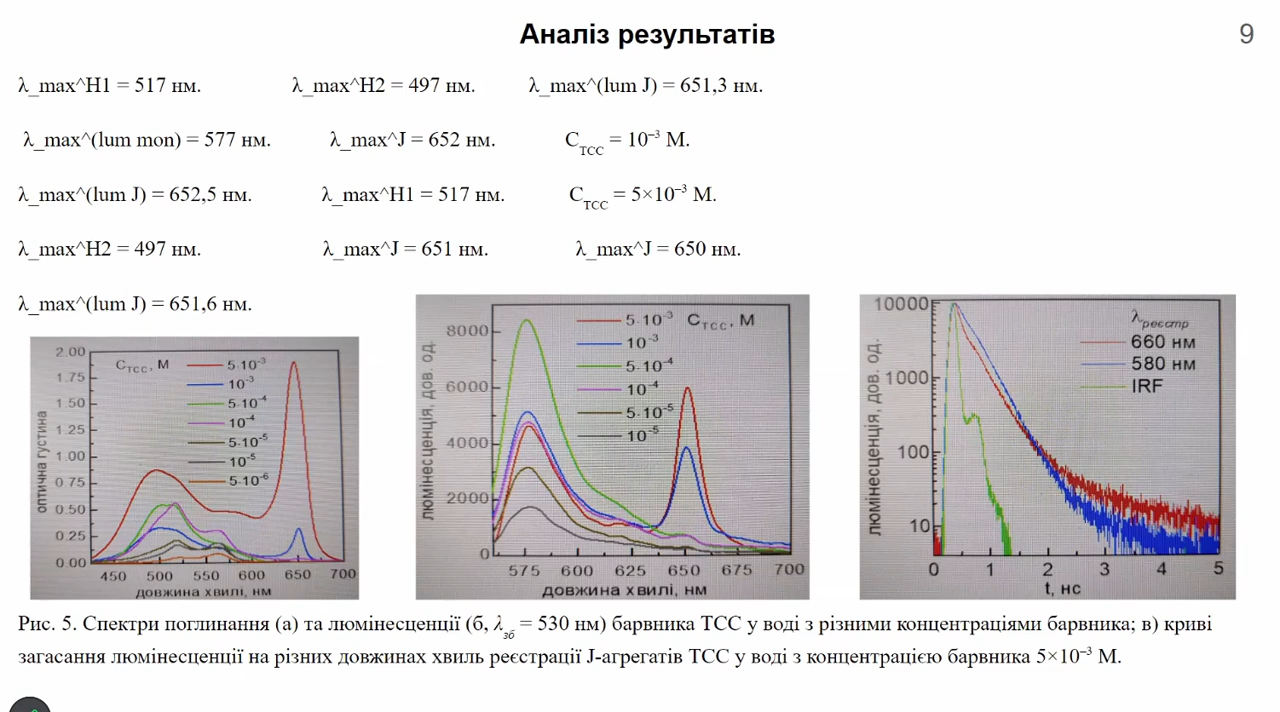 Аналіз результатів
9
λ_max^H1 = 517 нм. λ_max^H2 = 497 нм. λ_max^(lum J) = 651,3 нм.
λ_max^(lum mon) = 577 нм. λ_max^J = 652 нм. C_TCC = 10⁻³ M.
λ_max^(lum J) = 652,5 нм. λ_max^H1 = 517 нм. C_TCC = 5×10⁻³ M.
λ_max^H2 = 497 нм. λ_max^J = 651 нм. λ_max^J = 650 нм.
λ_max^(lum J) = 651,6 нм.
оптична густина
2.00
1.75
1.50
1.25
1.00
0.75
0.50
0.25
0.00
C_TCC, M
5·10⁻³
10⁻³
5·10⁻⁴
10⁻⁴
5·10⁻⁵
10⁻⁵
5·10⁻⁶
450 500 550 600 650 700
довжина хвилі, нм
люмінесценція, дов. од.
8000
6000
4000
2000
0
5·10⁻³ C_TCC, M
10⁻³
5·10⁻⁴
10⁻⁴
5·10⁻⁵
10⁻⁵
575 600 625 650 675 700
довжина хвилі, нм
люмінесценція, дов. од.
10000
1000
100
10
λ_реєстр
660 нм
580 нм
IRF
0 1 2 3 4 5
t, нс
Рис. 5. Спектри поглинання (а) та люмінесценції (б, λ_зб = 530 нм) барвника ТСС у воді з різними концентраціями барвника; в) криві
загасання люмінесценції на різних довжинах хвиль реєстрації J-агрегатів ТСС у воді з концентрацією барвника 5×10⁻³ М.